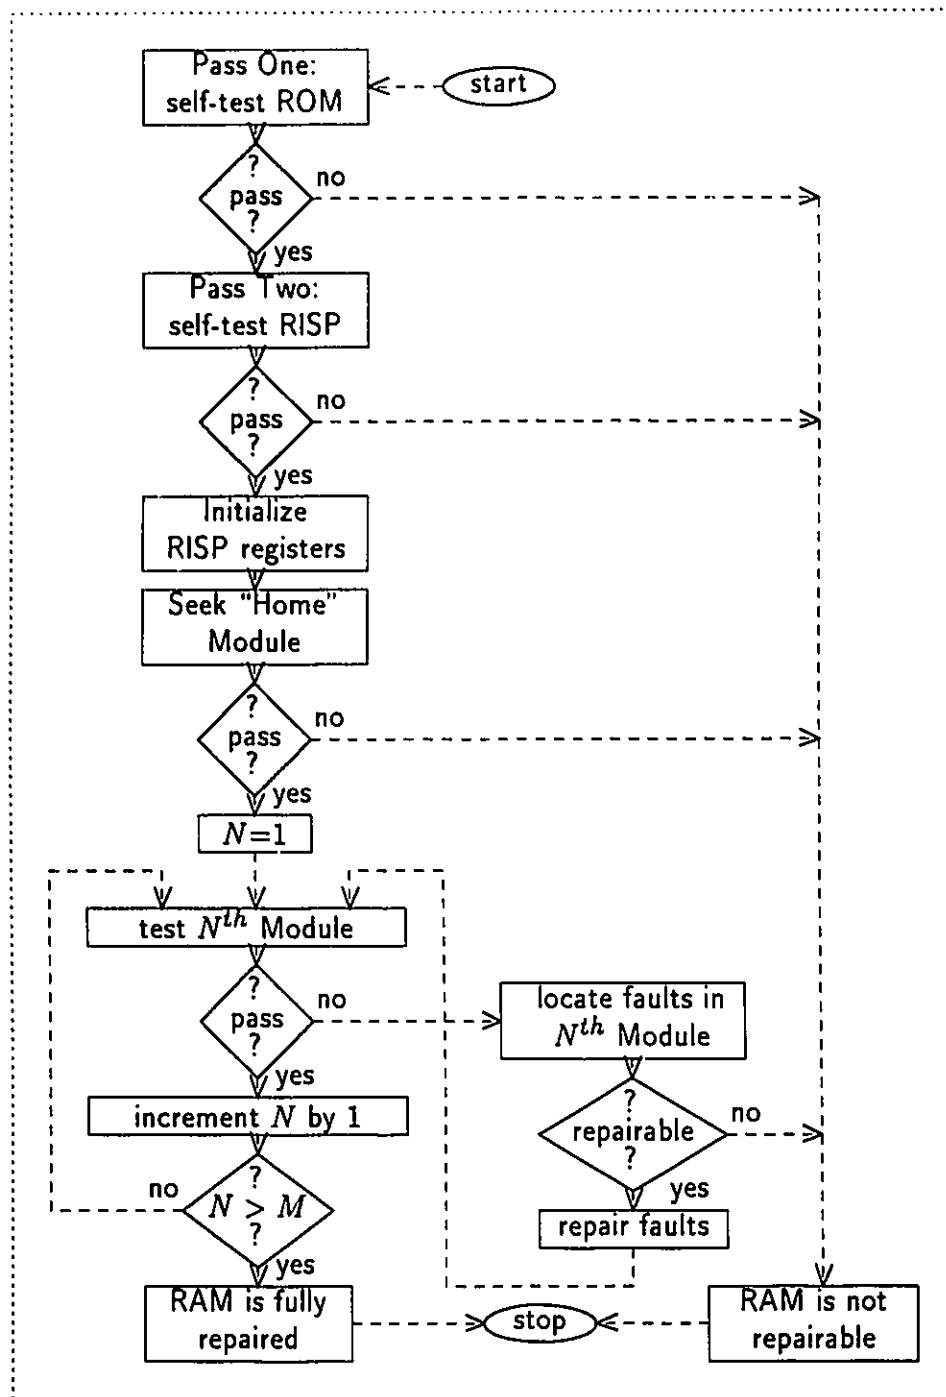 Pass One:
self-test ROM
start
?
pass
?
no
yes
Pass Two:
self-test RISP
?
pass
?
no
yes
Initialize
RISP registers
Seek "Home"
Module
?
pass
?
no
yes
N=1
test Nth Module
?
pass
?
no
yes
locate faults in
Nth Module
?
repairable
?
no
yes
repair faults
increment N by 1
?
N > M
?
no
yes
RAM is fully
repaired
stop
RAM is not
repairable